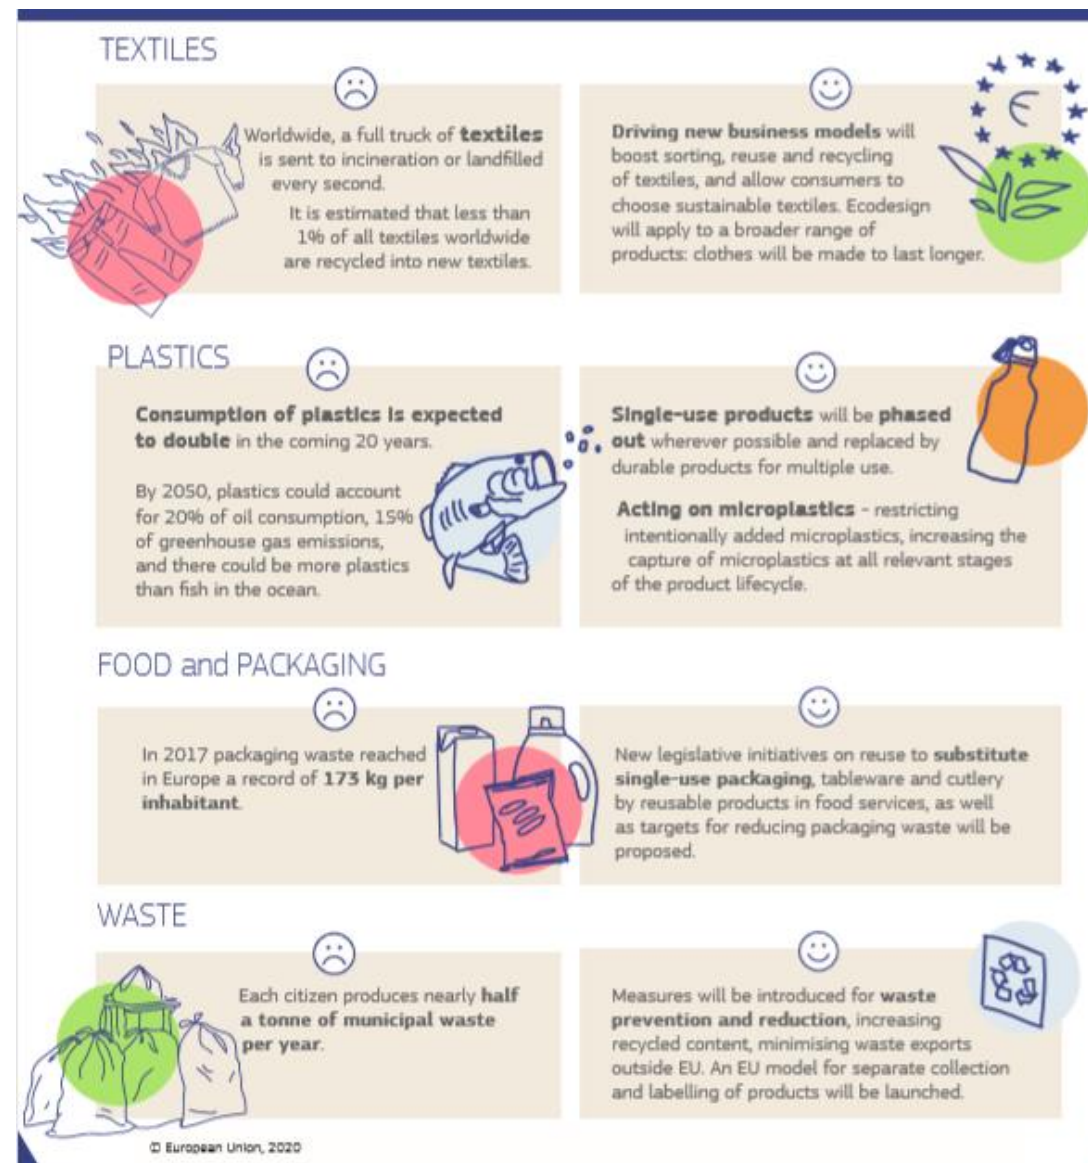 TEXTILES
Worldwide, a full truck of textiles
is sent to incineration or landfilled
every second.
It is estimated that less than
1% of all textiles worldwide
are recycled into new textiles.
Driving new business models will
boost sorting, reuse and recycling
of textiles, and allow consumers to
choose sustainable textiles. Ecodesign
will apply to a broader range of
products: clothes will be made to last longer.
PLASTICS
Consumption of plastics is expected
to double in the coming 20 years.
By 2050, plastics could account
for 20% of oil consumption, 15%
of greenhouse gas emissions,
and there could be more plastics
than fish in the ocean.
Single-use products will be phased
out wherever possible and replaced by
durable products for multiple use.
Acting on microplastics - restricting
intentionally added microplastics, increasing the
capture of microplastics at all relevant stages
of the product lifecycle.
FOOD and PACKAGING
In 2017 packaging waste reached
in Europe a record of 173 kg per
inhabitant.
New legislative initiatives on reuse to substitute
single-use packaging, tableware and cutlery
by reusable products in food services, as well
as targets for reducing packaging waste will be
proposed.
WASTE
Each citizen produces nearly half
a tonne of municipal waste
per year.
Measures will be introduced for waste
prevention and reduction, increasing
recycled content, minimising waste exports
outside EU. An EU model for separate collection
and labelling of products will be launched.
© European Union, 2020